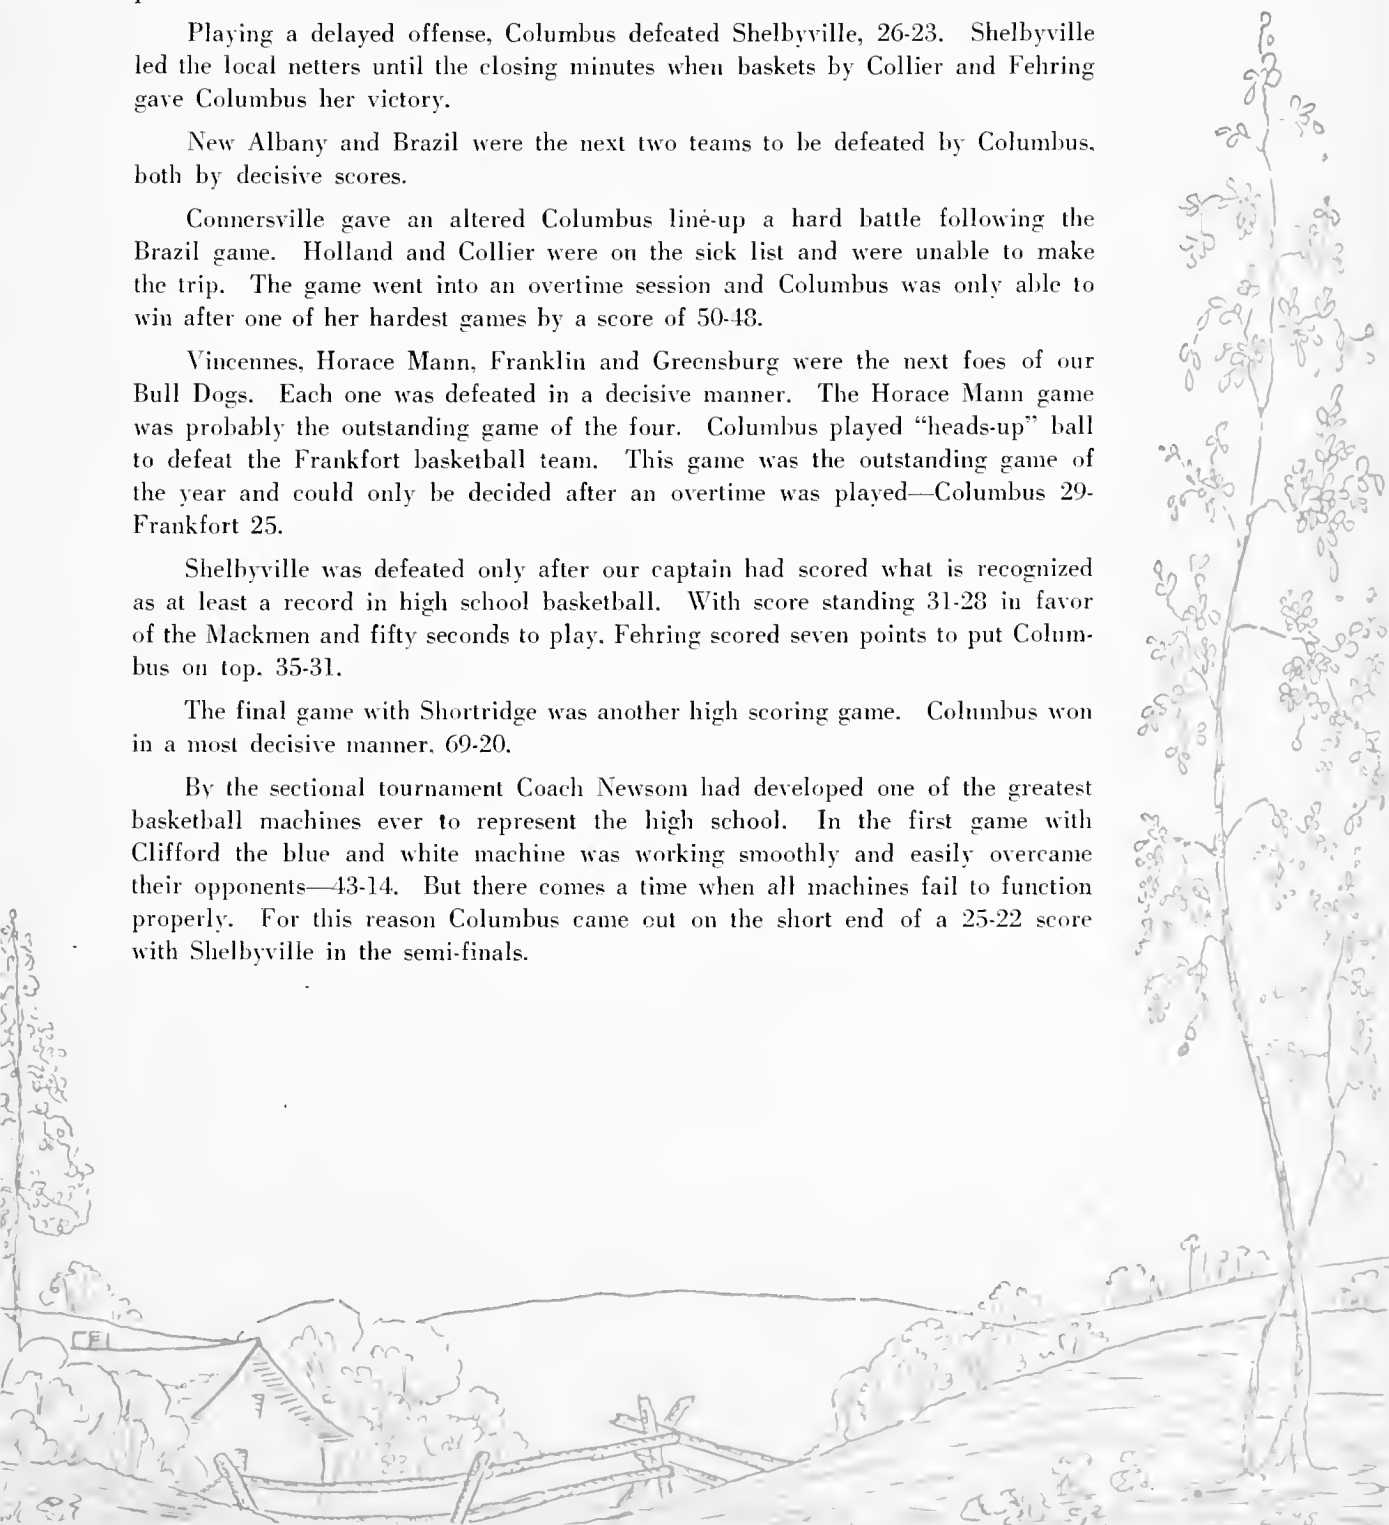 Playing a delayed offense, Columbus defeated Shelbyville, 26-23. Shelbyville
led the local netters until the closing minutes when baskets by Collier and Fehring
gave Columbus her victory.
New Albany and Brazil were the next two teams to be defeated by Columbus,
both by decisive scores.
Connersville gave an altered Columbus line-up a hard battle following the
Brazil game. Holland and Collier were on the sick list and were unable to make
the trip. The game went into an overtime session and Columbus was only able to
win after one of her hardest games by a score of 50-48.
Vincennes, Horace Mann, Franklin and Greensburg were the next foes of our
Bull Dogs. Each one was defeated in a decisive manner. The Horace Mann game
was probably the outstanding game of the four. Columbus played “heads-up” ball
to defeat the Frankfort basketball team. This game was the outstanding game of
the year and could only be decided after an overtime was played—Columbus 29-
Frankfort 25.
Shelbyville was defeated only after our captain had scored what is recognized
as at least a record in high school basketball. With score standing 31-28 in favor
of the Mackmen and fifty seconds to play, Fehring scored seven points to put Colum-
bus on top, 35-31.
The final game with Shortridge was another high scoring game. Columbus won
in a most decisive manner, 69-20.
By the sectional tournament Coach Newsom had developed one of the greatest
basketball machines ever to represent the high school. In the first game with
Clifford the blue and white machine was working smoothly and easily overcame
their opponents—43-14. But there comes a time when all machines fail to function
properly. For this reason Columbus came out on the short end of a 25-22 score
with Shelbyville in the semi-finals.